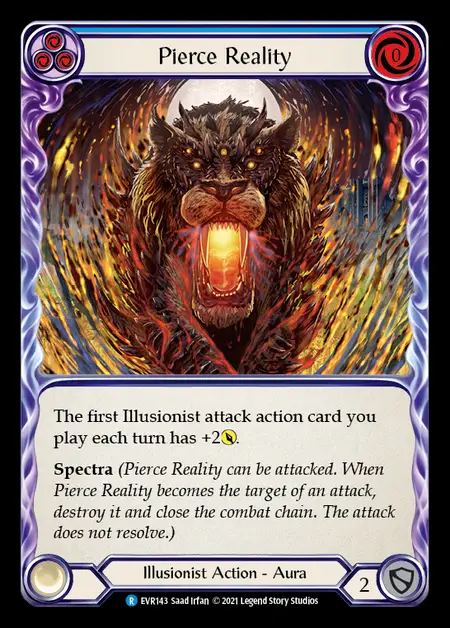 Pierce Reality
0
The first Illusionist attack action card you
play each turn has +2.
Spectra (Pierce Reality can be attacked. When
Pierce Reality becomes the target of an attack,
destroy it and close the combat chain. The attack
does not resolve.)
Illusionist Action - Aura
2
R EVR143 Saad Irfan © 2021 Legend Story Studios